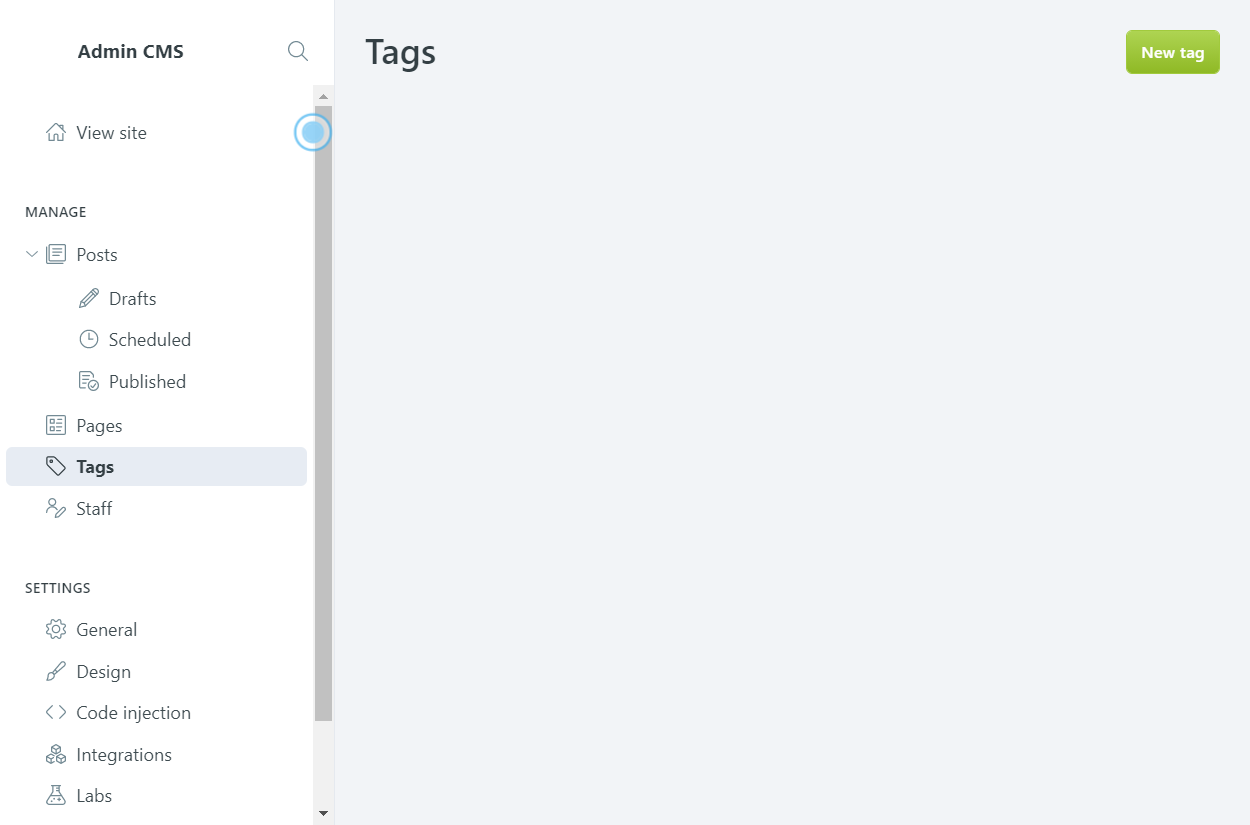 Admin CMS
Tags
New tag
View site
MANAGE
Posts
Drafts
Scheduled
Published
Pages
Tags
Staff
SETTINGS
General
Design
Code injection
Integrations
Labs